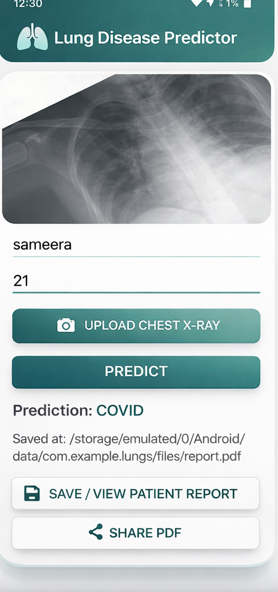 12:30
1%
Lung Disease Predictor
sameera
21
UPLOAD CHEST X-RAY
PREDICT
Prediction: COVID
Saved at: /storage/emulated/0/Android/
data/com.example.lungs/files/report.pdf
SAVE / VIEW PATIENT REPORT
SHARE PDF